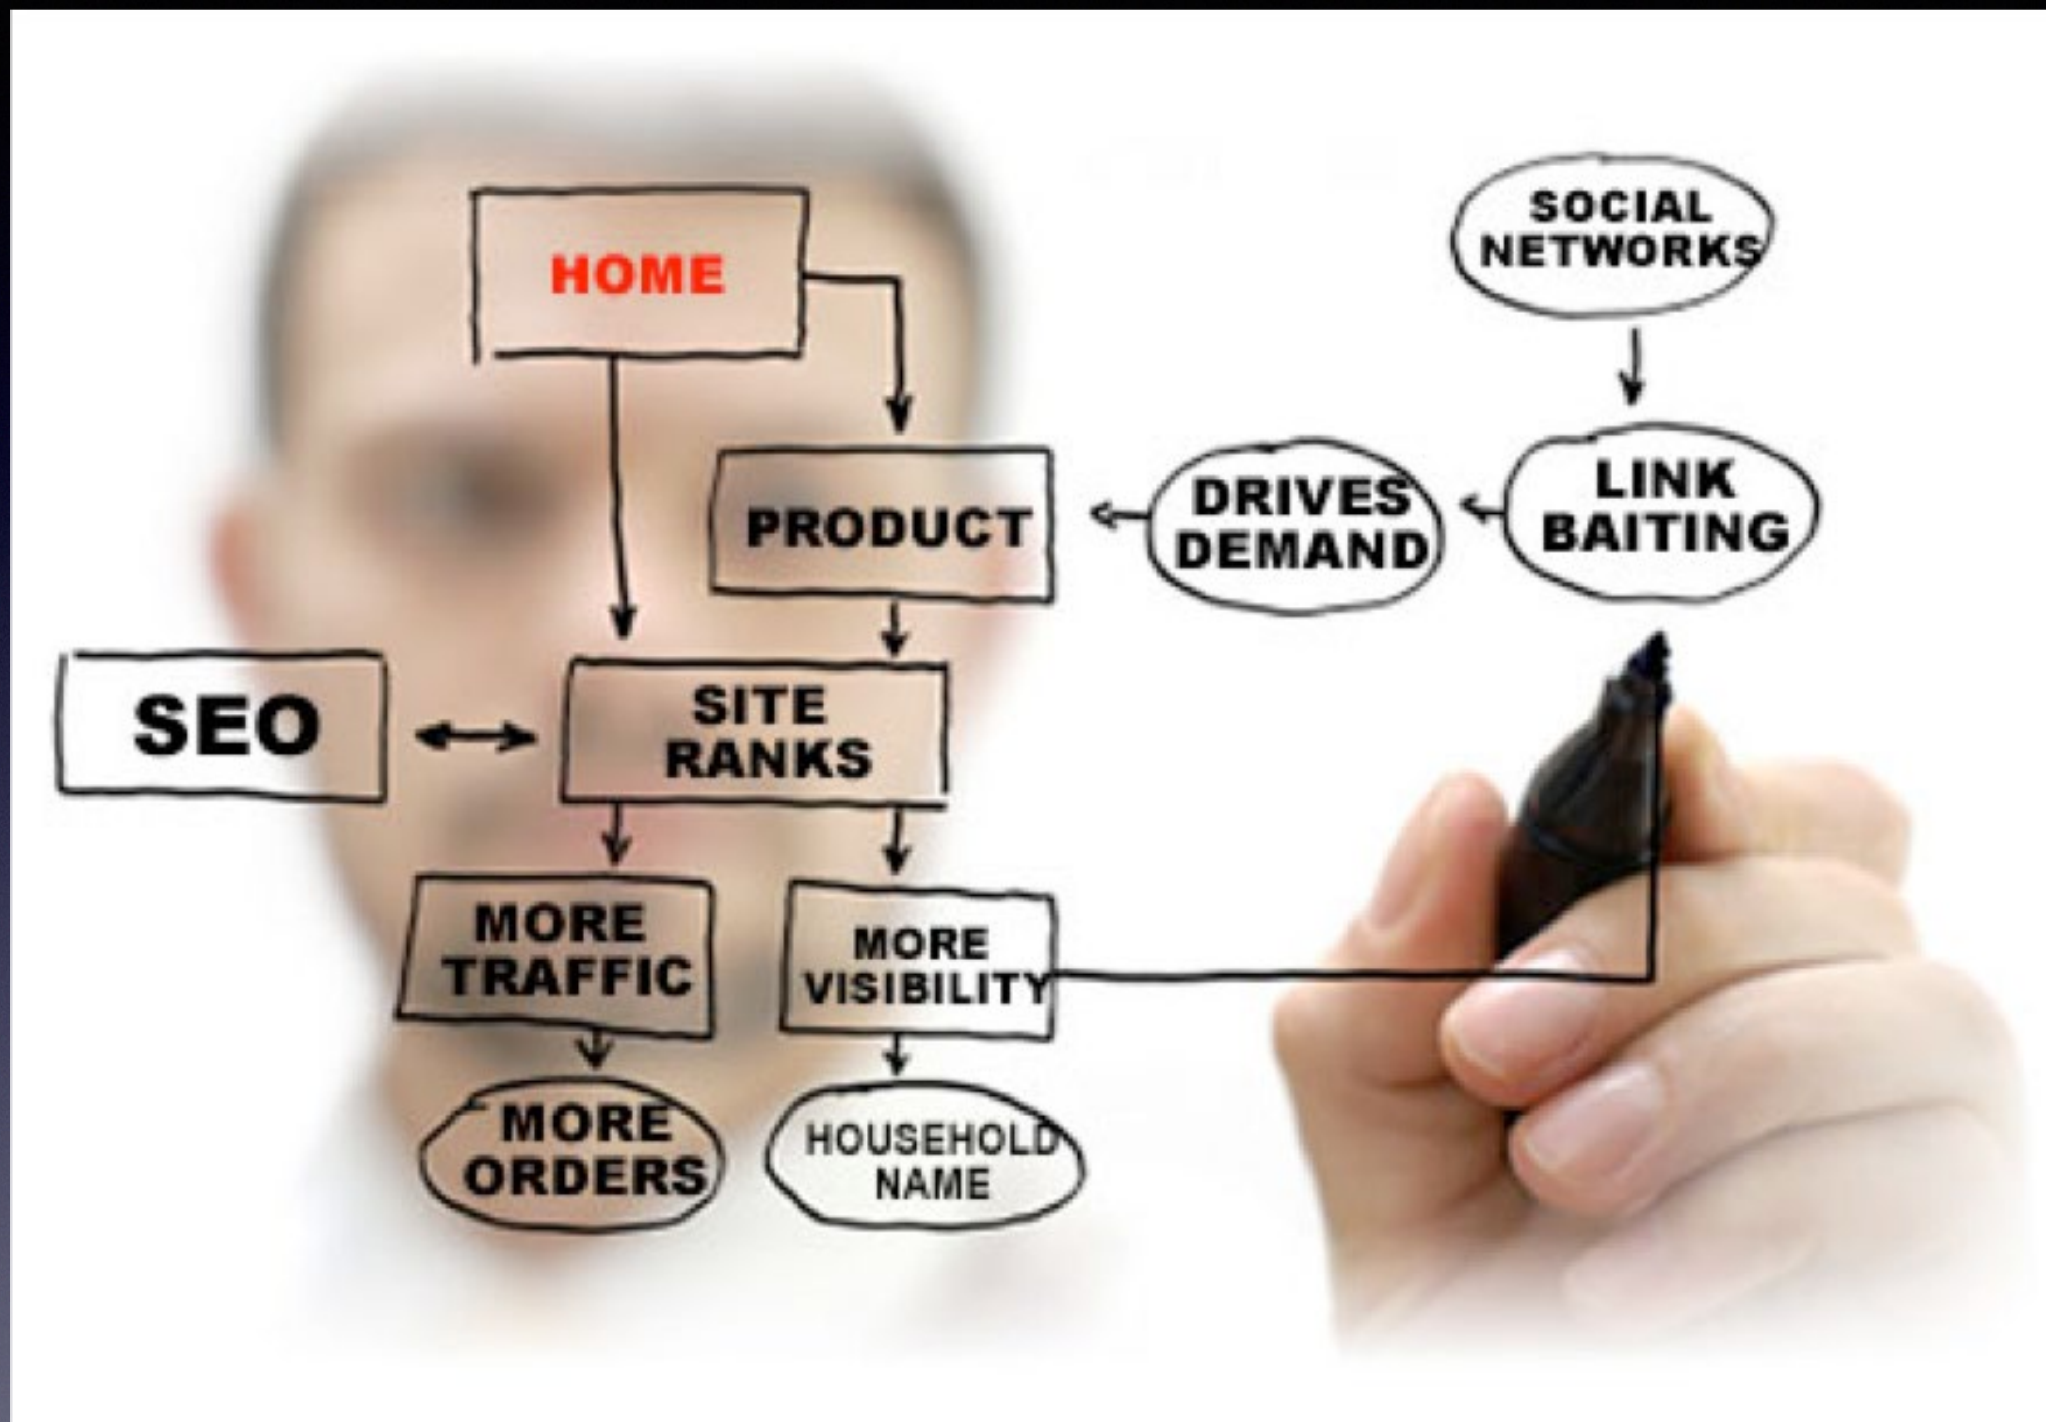 HOME
SOCIAL
NETWORKS
PRODUCT
DRIVES
DEMAND
LINK
BAITING
SEO
SITE
RANKS
MORE
TRAFFIC
MORE
VISIBILITY
MORE
ORDERS
HOUSEHOLD
NAME